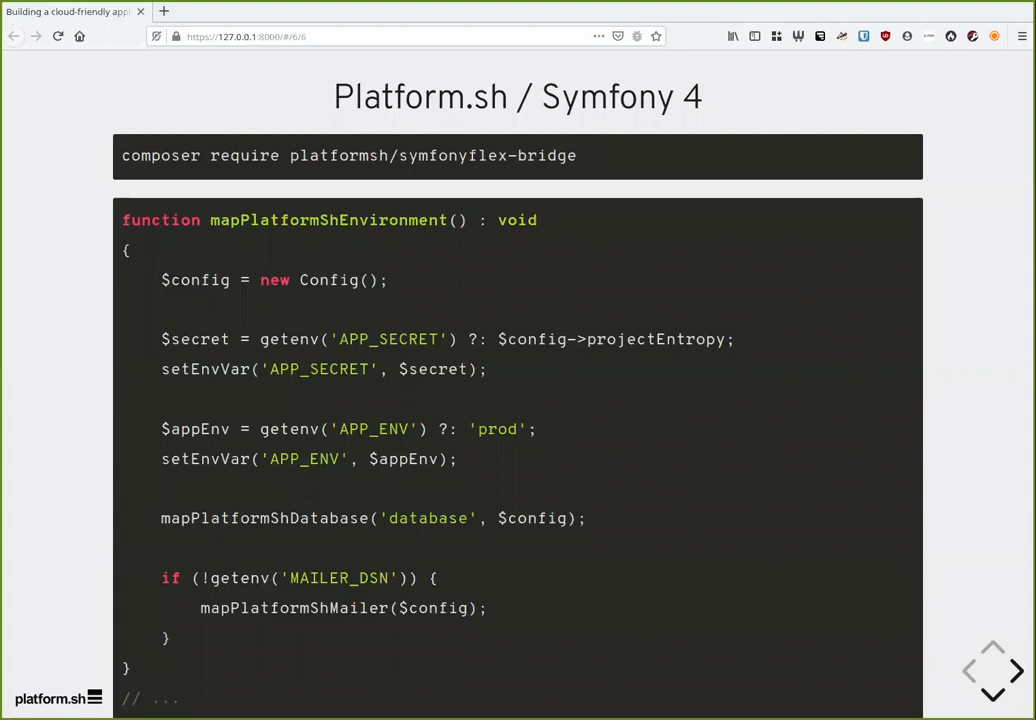 Building a cloud-friendly app
https://127.0.0.1:8000/#/6/6
Platform.sh / Symfony 4
composer require platformsh/symfonyflex-bridge
function mapPlatformShEnvironment() : void
{
    $config = new Config();
    $secret = getenv('APP_SECRET') ?: $config->projectEntropy;
    setEnvVar('APP_SECRET', $secret);
    $appEnv = getenv('APP_ENV') ?: 'prod';
    setEnvVar('APP_ENV', $appEnv);
    mapPlatformShDatabase('database', $config);
    if (!getenv('MAILER_DSN')) {
        mapPlatformShMailer($config);
    }
}
// ...
platform.sh